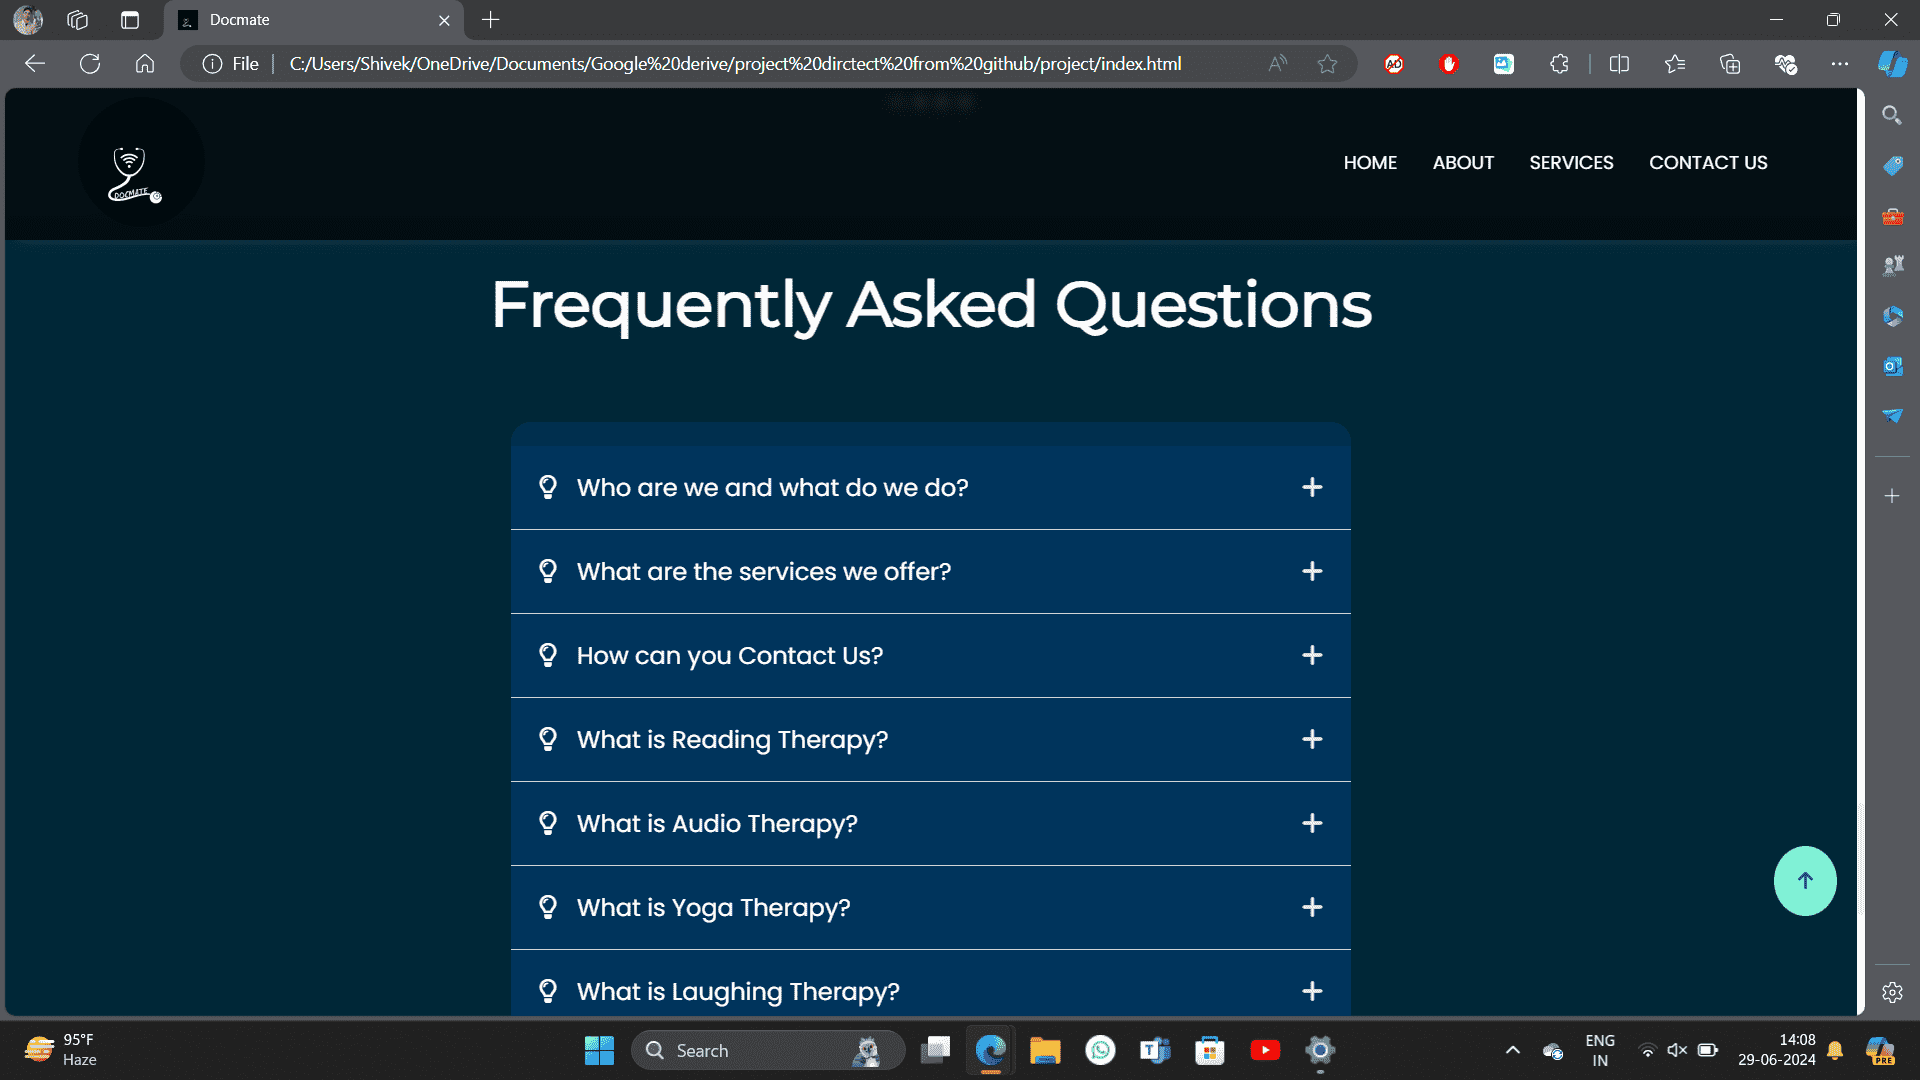 Docmate
File
C:/Users/Shivek/OneDrive/Documents/Google%20derive/project%20dirctect%20from%20github/project/index.html
DOCMATE
HOME ABOUT SERVICES CONTACT US
Frequently Asked Questions
Who are we and what do we do?
What are the services we offer?
How can you Contact Us?
What is Reading Therapy?
What is Audio Therapy?
What is Yoga Therapy?
What is Laughing Therapy?
95°F
Haze
Search
ENG
IN
14:08
29-06-2024
PRE